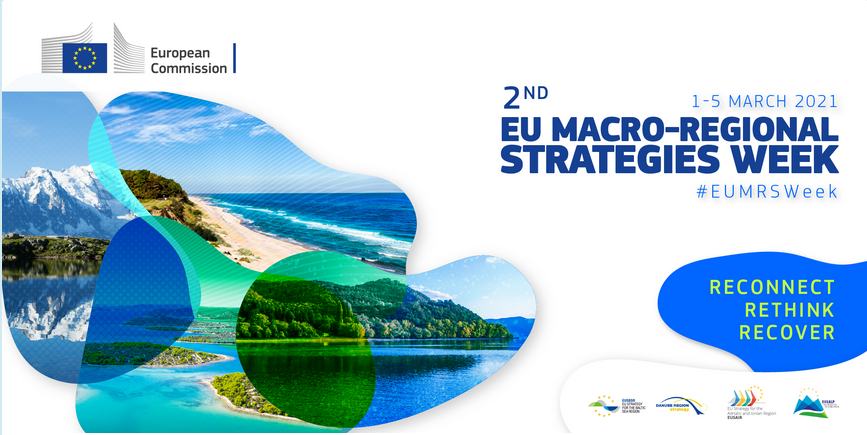 European
Commission
2ND
1-5 MARCH 2021
EU MACRO-REGIONAL
STRATEGIES WEEK
#EUMRSWeek
RECONNECT
RETHINK
RECOVER
EUSBSR
EU STRATEGY
FOR THE BALTIC
SEA REGION
DANUBE REGION
strategy
EU Strategy for the
Adriatic and Ionian Region
EUSAIR
EUSALP